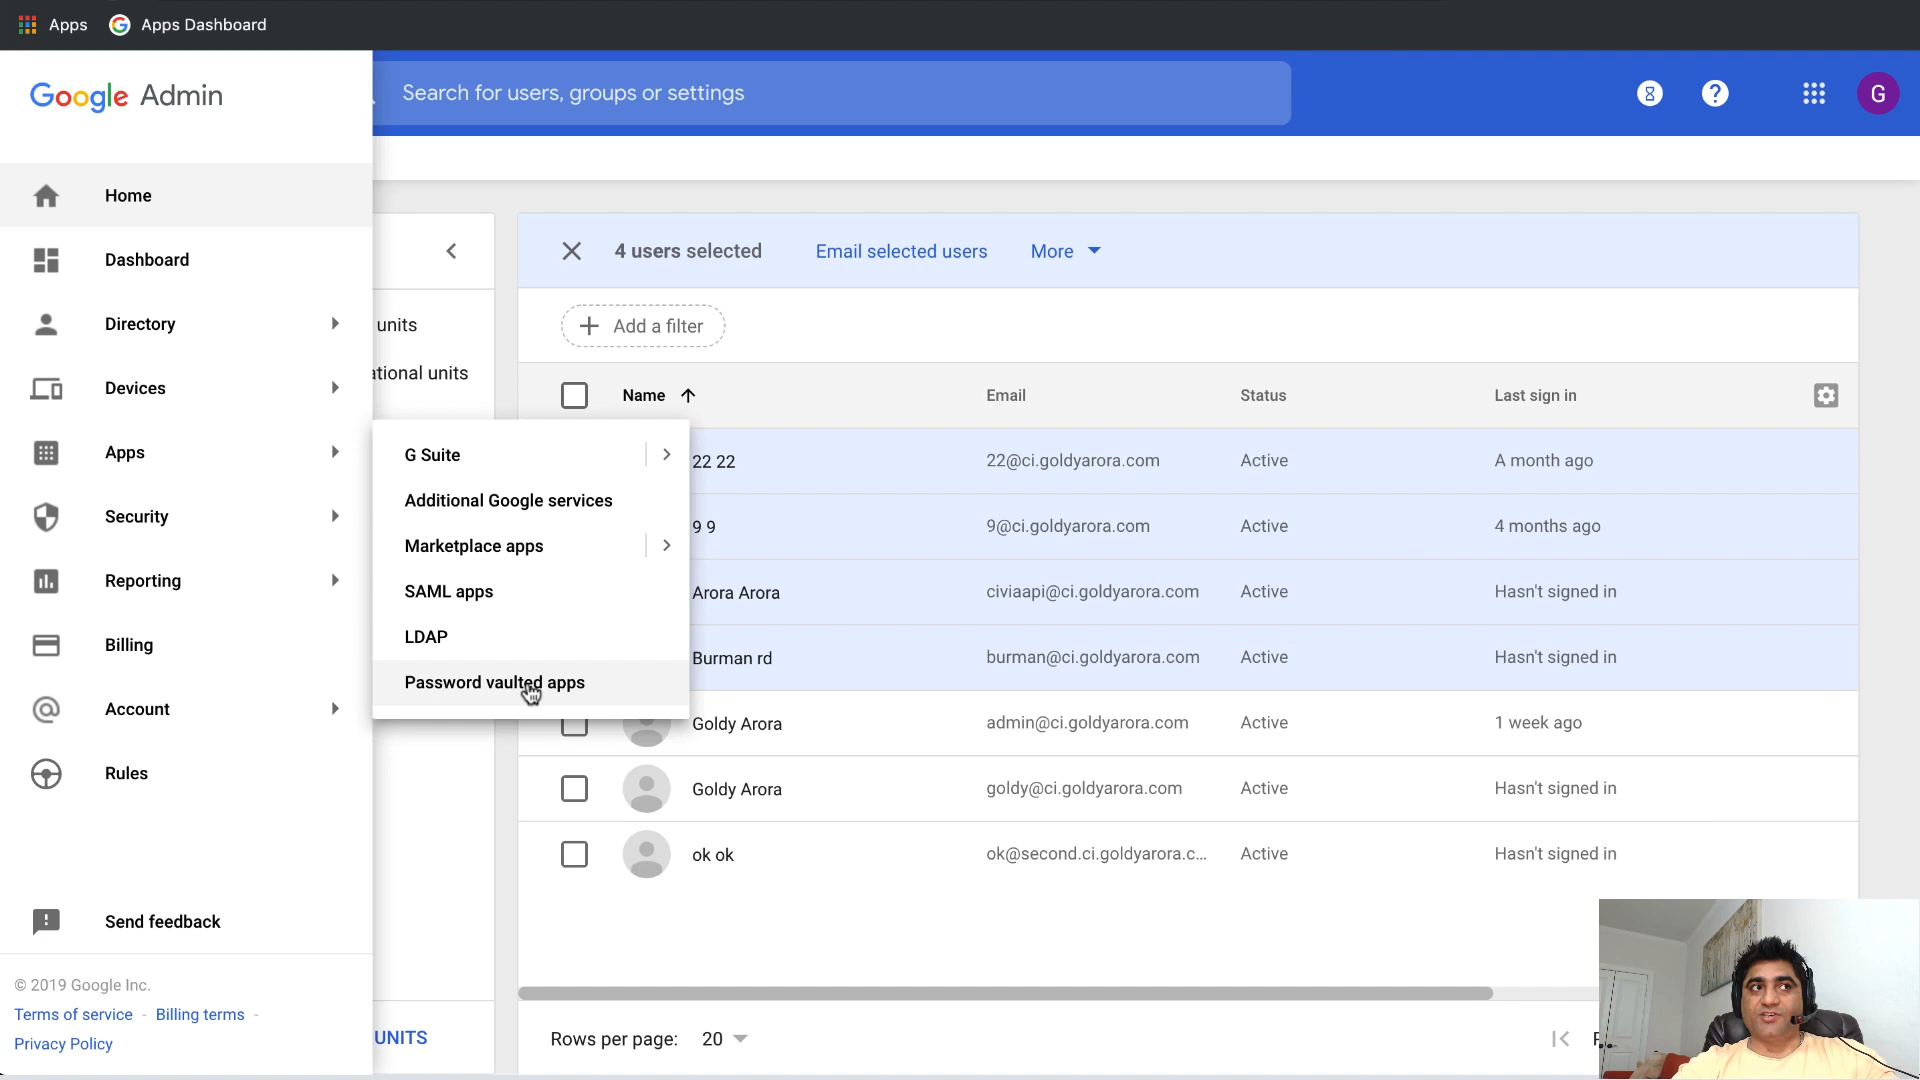 Apps
Apps Dashboard
Google Admin
Search for users, groups or settings
?
G
Home
Dashboard
Directory
Devices
Apps
Security
Reporting
Billing
Account
Rules
Send feedback
© 2019 Google Inc.
Terms of service - Billing terms -
Privacy Policy
units
ational units
UNITS
G Suite
Additional Google services
Marketplace apps
SAML apps
LDAP
Password vaulted apps
4 users selected
Email selected users
More
+ Add a filter
Name Email Status Last sign in
22 22 22@ci.goldyarora.com Active A month ago
9 9 9@ci.goldyarora.com Active 4 months ago
Arora Arora civiaapi@ci.goldyarora.com Active Hasn't signed in
Burman rd burman@ci.goldyarora.com Active Hasn't signed in
Goldy Arora admin@ci.goldyarora.com Active 1 week ago
Goldy Arora goldy@ci.goldyarora.com Active Hasn't signed in
ok ok ok@second.ci.goldyarora.c... Active Hasn't signed in
Rows per page: 20